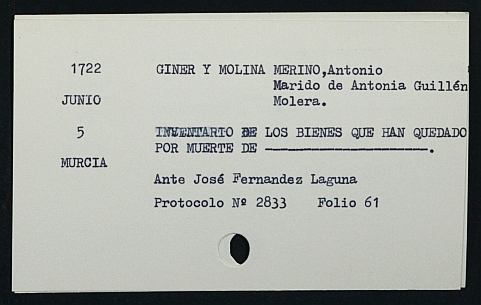 1722
GINER Y MOLINA MERINO,Antonio
Marido de Antonia Guillén
JUNIO
Molera.
5
INVENTARIO DE LOS BIENES QUE HAN QUEDADO
POR MUERTE DE ————————————.
MURCIA
Ante José Fernandez Laguna
Protocolo Nº 2833 Folio 61